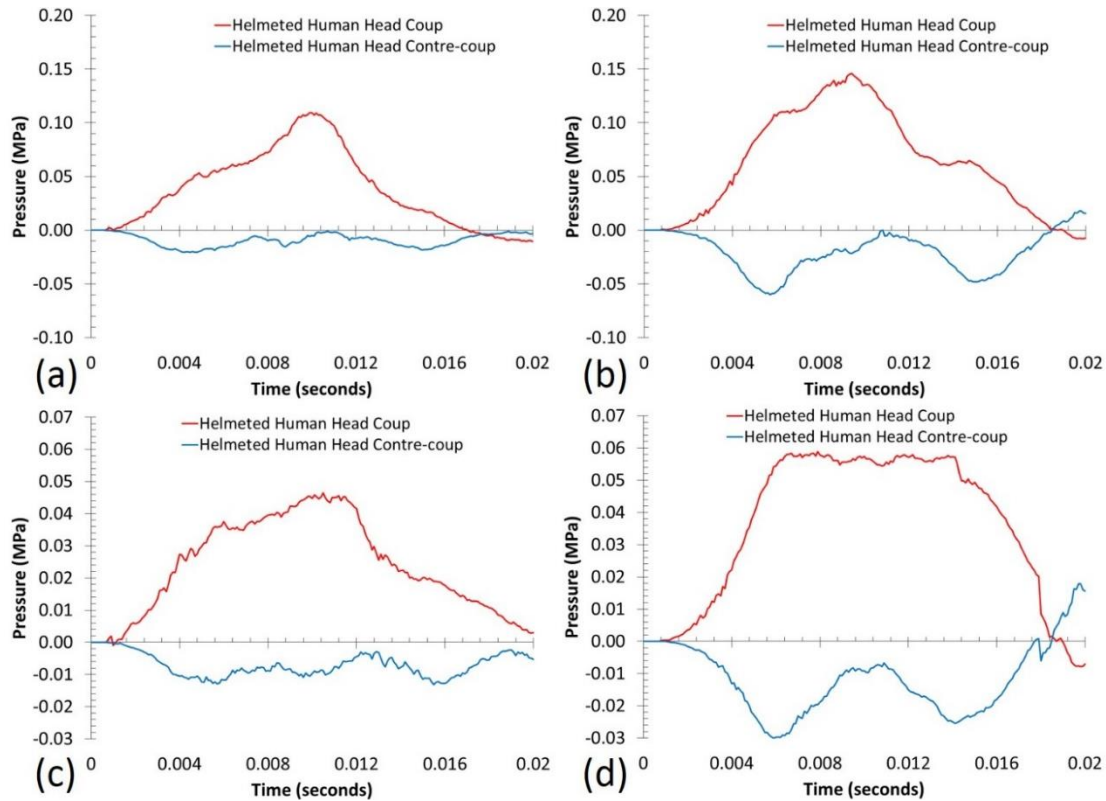 Helmeted Human Head Coup
Helmeted Human Head Contre-coup
0.20
0.15
0.10
0.05
0.00
-0.05
-0.10
Pressure (MPa)
0 0.004 0.008 0.012 0.016 0.02
Time (seconds)
(a)
Helmeted Human Head Coup
Helmeted Human Head Contre-coup
0.20
0.15
0.10
0.05
0.00
-0.05
-0.10
Pressure (MPa)
0 0.004 0.008 0.012 0.016 0.02
Time (seconds)
(b)
Helmeted Human Head Coup
Helmeted Human Head Contre-coup
0.07
0.06
0.05
0.04
0.03
0.02
0.01
0.00
-0.01
-0.02
-0.03
Pressure (MPa)
0 0.004 0.008 0.012 0.016 0.02
Time (seconds)
(c)
Helmeted Human Head Coup
Helmeted Human Head Contre-coup
0.07
0.06
0.05
0.04
0.03
0.02
0.01
0.00
-0.01
-0.02
-0.03
Pressure (MPa)
0 0.004 0.008 0.012 0.016 0.02
Time (seconds)
(d)